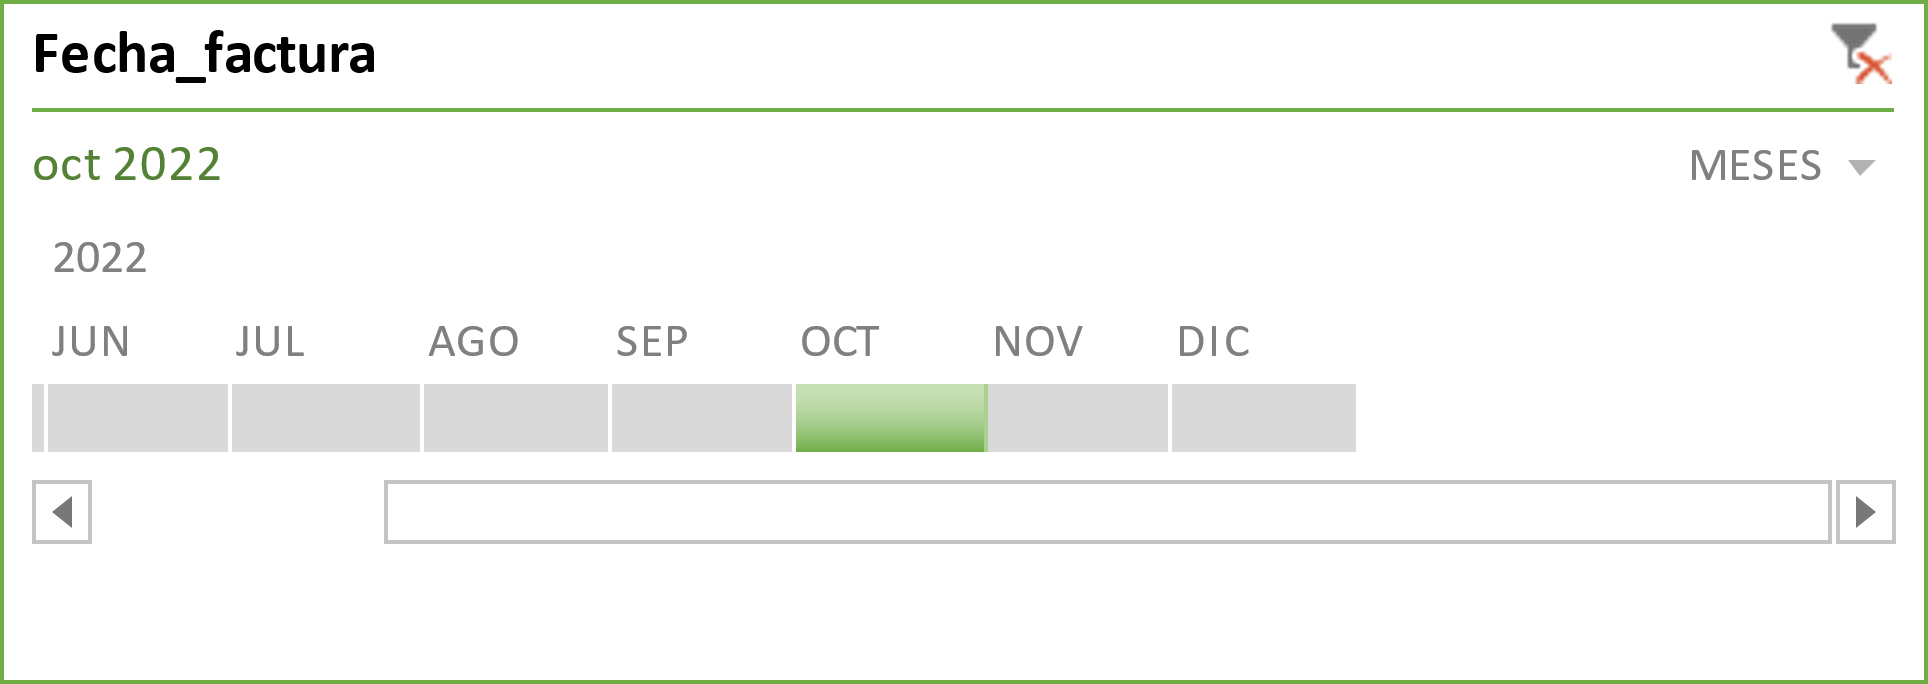 Fecha_factura
oct 2022 MESES
2022
JUN JUL AGO SEP OCT NOV DIC